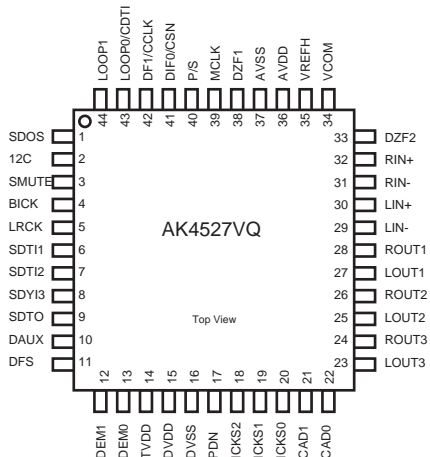 LOOP1
LOOP0/CDTI
DF1/CCLK
DIF0/CSN
P/S
MCLK
DZF1
AVSS
AVDD
VREFH
VCOM
44
43
42
41
40
39
38
37
36
35
34
SDOS 1
12C 2
SMUTE 3
BICK 4
LRCK 5
SDTI1 6
SDTI2 7
SDYI3 8
SDTO 9
DAUX 10
DFS 11
AK4527VQ
Top View
33 DZF2
32 RIN+
31 RIN-
30 LIN+
29 LIN-
28 ROUT1
27 LOUT1
26 ROUT2
25 LOUT2
24 ROUT3
23 LOUT3
12
13
14
15
16
17
18
19
20
21
22
DEM1
DEM0
TVDD
DVDD
DVSS
PDN
ICKS2
ICKS1
ICKS0
CAD1
CAD0